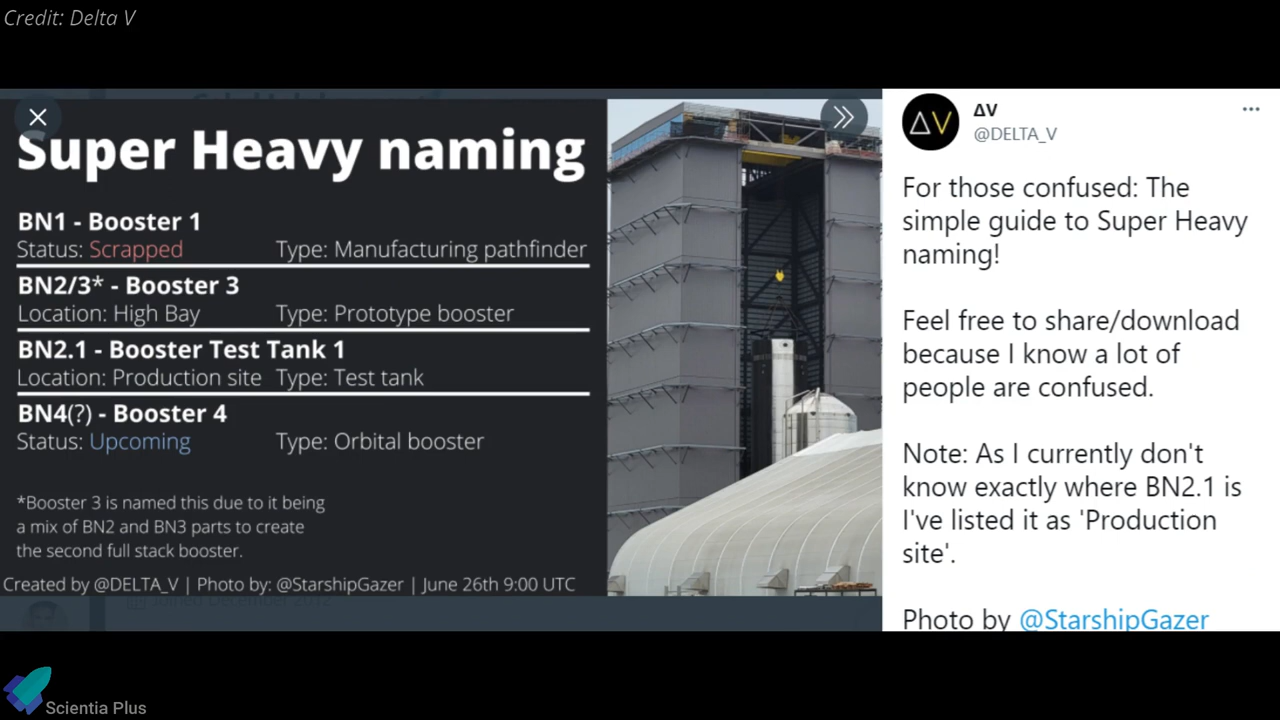 Credit: Delta V
Super Heavy naming
BN1 - Booster 1
Status: Scrapped Type: Manufacturing pathfinder
BN2/3* - Booster 3
Location: High Bay Type: Prototype booster
BN2.1 - Booster Test Tank 1
Location: Production site Type: Test tank
BN4(?) - Booster 4
Status: Upcoming Type: Orbital booster
*Booster 3 is named this due to it being
a mix of BN2 and BN3 parts to create
the second full stack booster.
Created by @DELTA_V | Photo by: @StarshipGazer | June 26th 9:00 UTC
ΔV
ΔV
@DELTA_V
For those confused: The
simple guide to Super Heavy
naming!
Feel free to share/download
because I know a lot of
people are confused.
Note: As I currently don't
know exactly where BN2.1 is
I've listed it as 'Production
site'.
Photo by @StarshipGazer
Scientia Plus